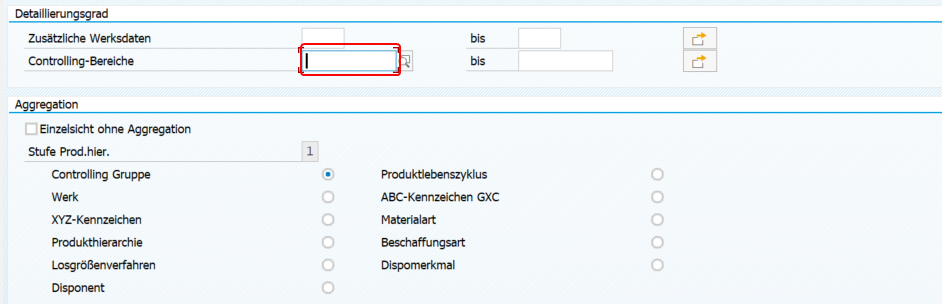 Detaillierungsgrad
Zusätzliche Werksdaten bis
Controlling-Bereiche bis
Aggregation
Einzelsicht ohne Aggregation
Stufe Prod.hier. 1
Controlling Gruppe Produktlebenszyklus
Werk ABC-Kennzeichen GXC
XYZ-Kennzeichen Materialart
Produkthierarchie Beschaffungsart
Losgrößenverfahren Dispomerkmal
Disponent